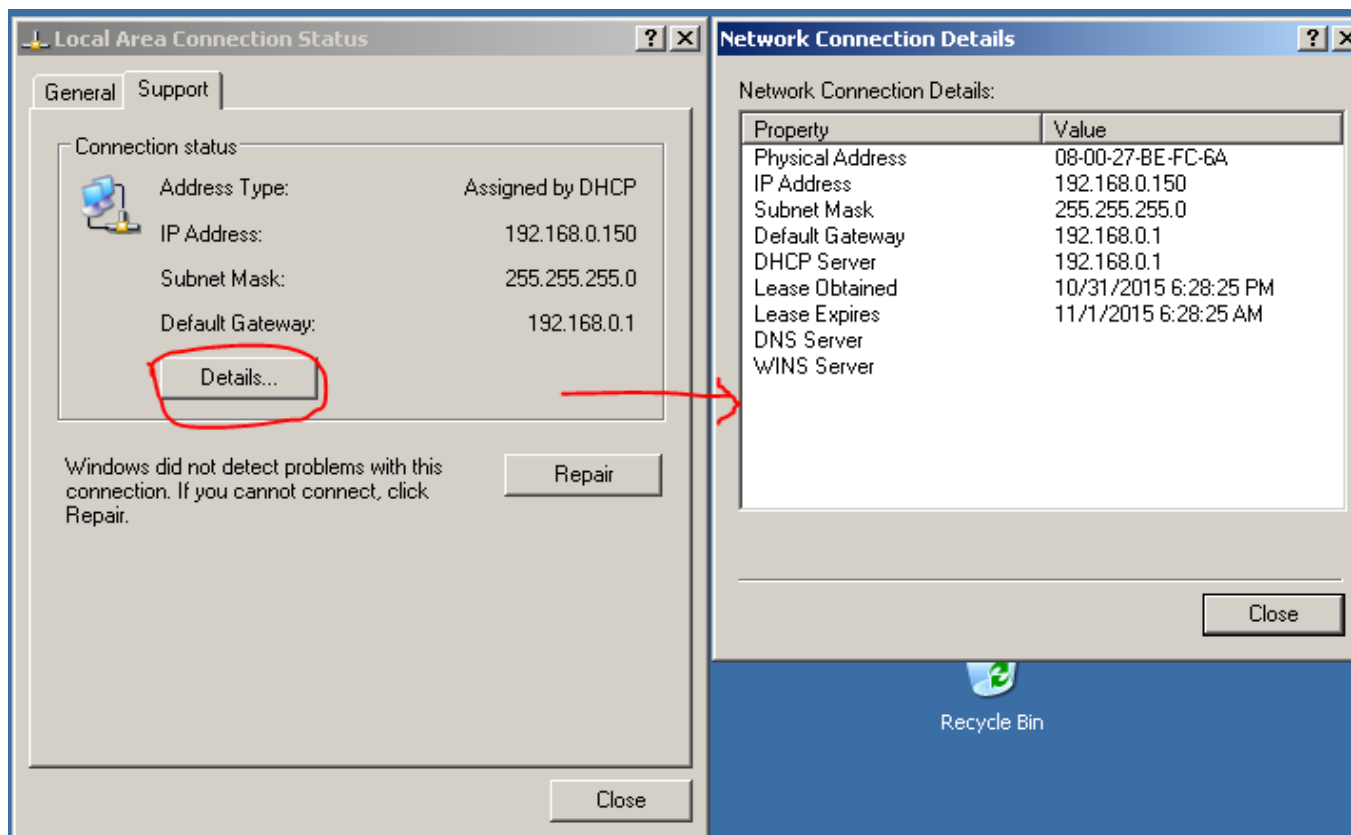 Local Area Connection Status
General
Support
Connection status
Address Type: Assigned by DHCP
IP Address: 192.168.0.150
Subnet Mask: 255.255.255.0
Default Gateway: 192.168.0.1
Details...
Windows did not detect problems with this
connection. If you cannot connect, click
Repair.
Repair
Close
Network Connection Details
Network Connection Details:
Property Value
Physical Address 08-00-27-BE-FC-6A
IP Address 192.168.0.150
Subnet Mask 255.255.255.0
Default Gateway 192.168.0.1
DHCP Server 192.168.0.1
Lease Obtained 10/31/2015 6:28:25 PM
Lease Expires 11/1/2015 6:28:25 AM
DNS Server
WINS Server
Close
Recycle Bin